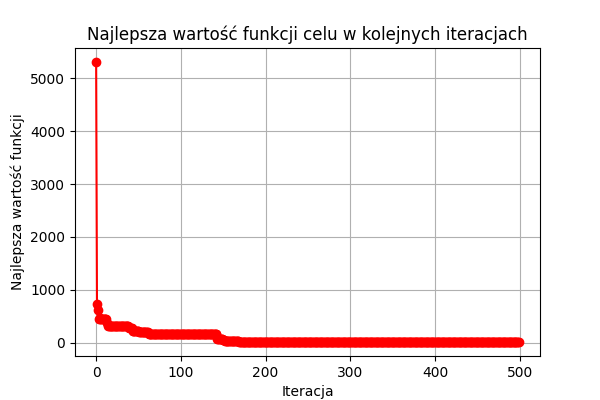 Najlepsza wartość funkcji celu w kolejnych iteracjach
Najlepsza wartość funkcji
5000
4000
3000
2000
1000
0
0 100 200 300 400 500
Iteracja